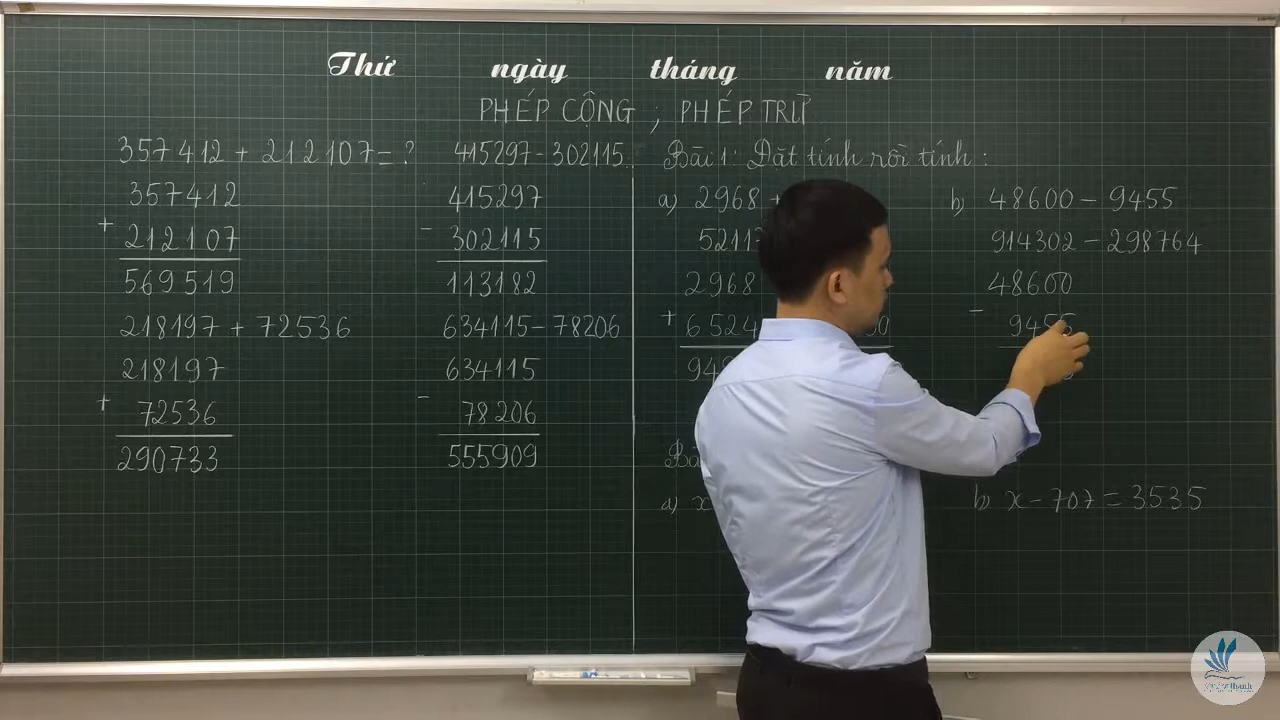 Thứ ngày tháng năm
PHÉP CỘNG ; PHÉP TRỪ
357412 + 212107 = ?
357412
+
212107
569519
218197 + 72536
218197
+
72536
290733
415297 - 302115
415297
-
302115
113182
634115 - 78206
634115
-
78206
555909
Bài 1: Đặt tính rồi tính :
a) 2968 +
2968
+
b) 48600 - 9455
914302 - 298764
48600
-
9455
a) x
b) x - 707 = 3535